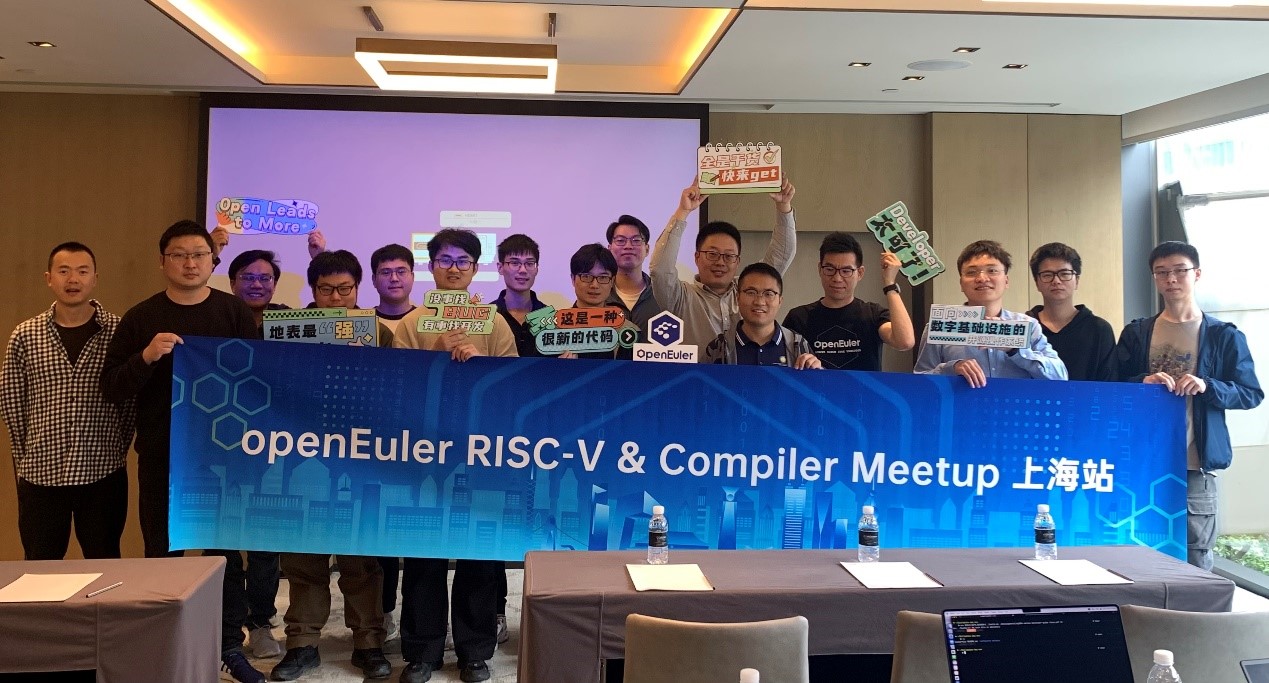 全是干货
快来get
Open Leads
to More
Developer
太可了！
没事找
BUG
有事找开发
地表最“强”
这是一种
很新的代码
OpenEuler
OpenEuler
数字基础设施的
openEuler RISC-V & Compiler Meetup 上海站